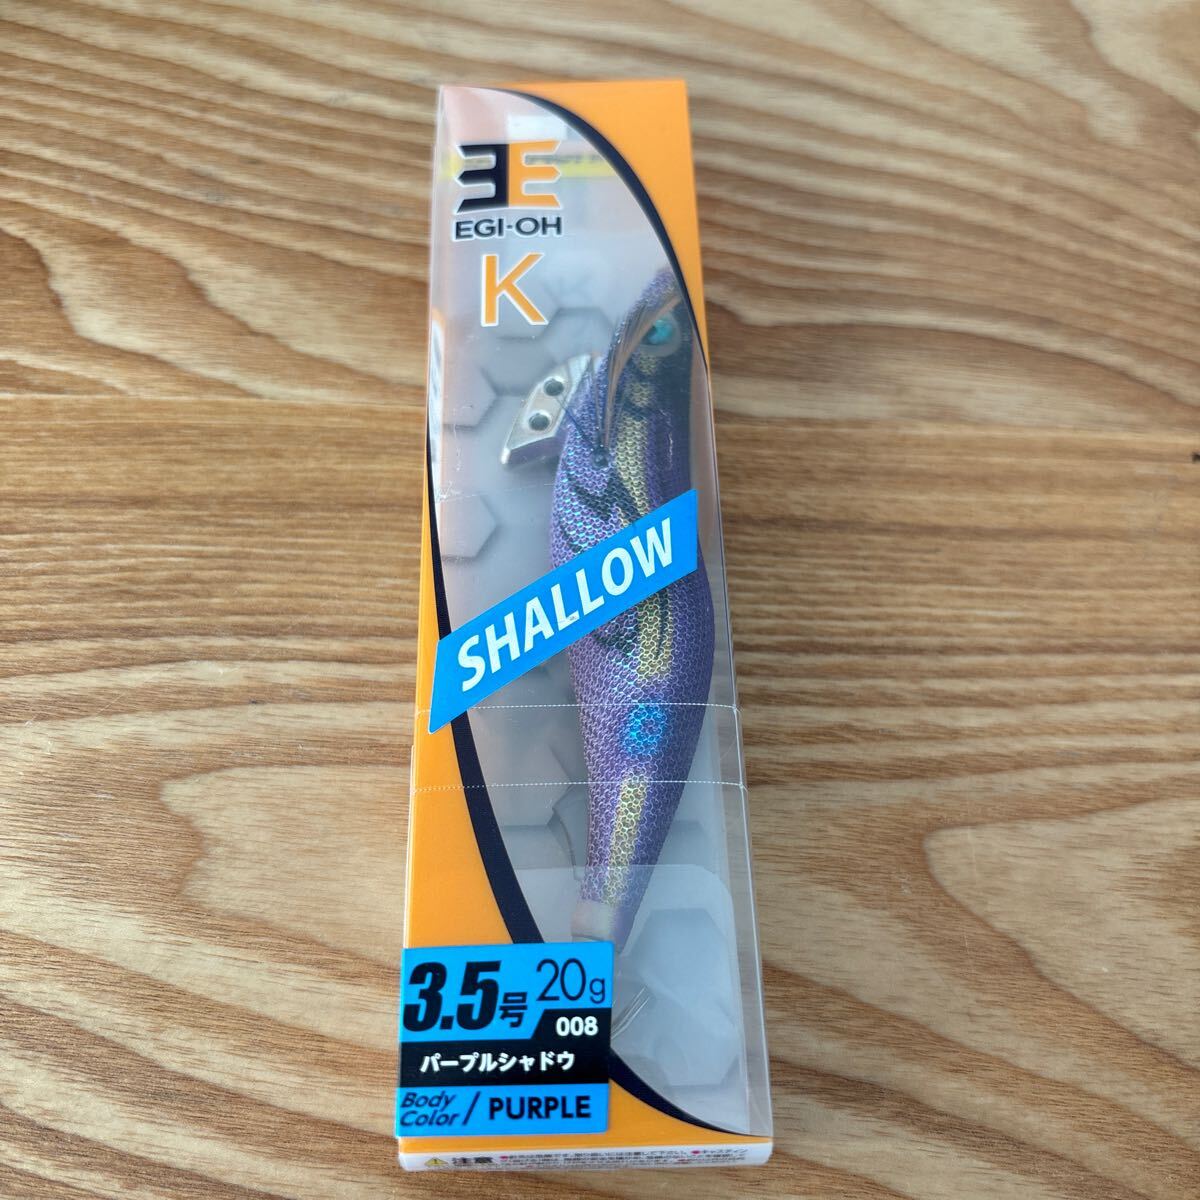 EGI-OH
K
SHALLOW
3.5号 20g
008
パープルシャドウ
Body Color / PURPLE
注意